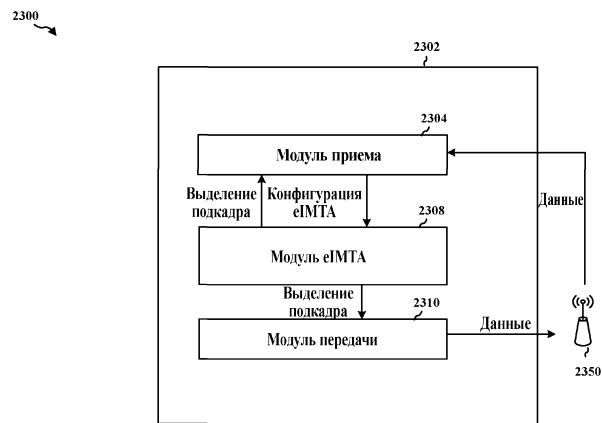 2300
2302
2304
Модуль приема
Выделение
подкадра
Конфигурация
eIMTA
Данные
2308
Модуль eIMTA
Выделение
подкадра
2310
Модуль передачи
Данные
2350